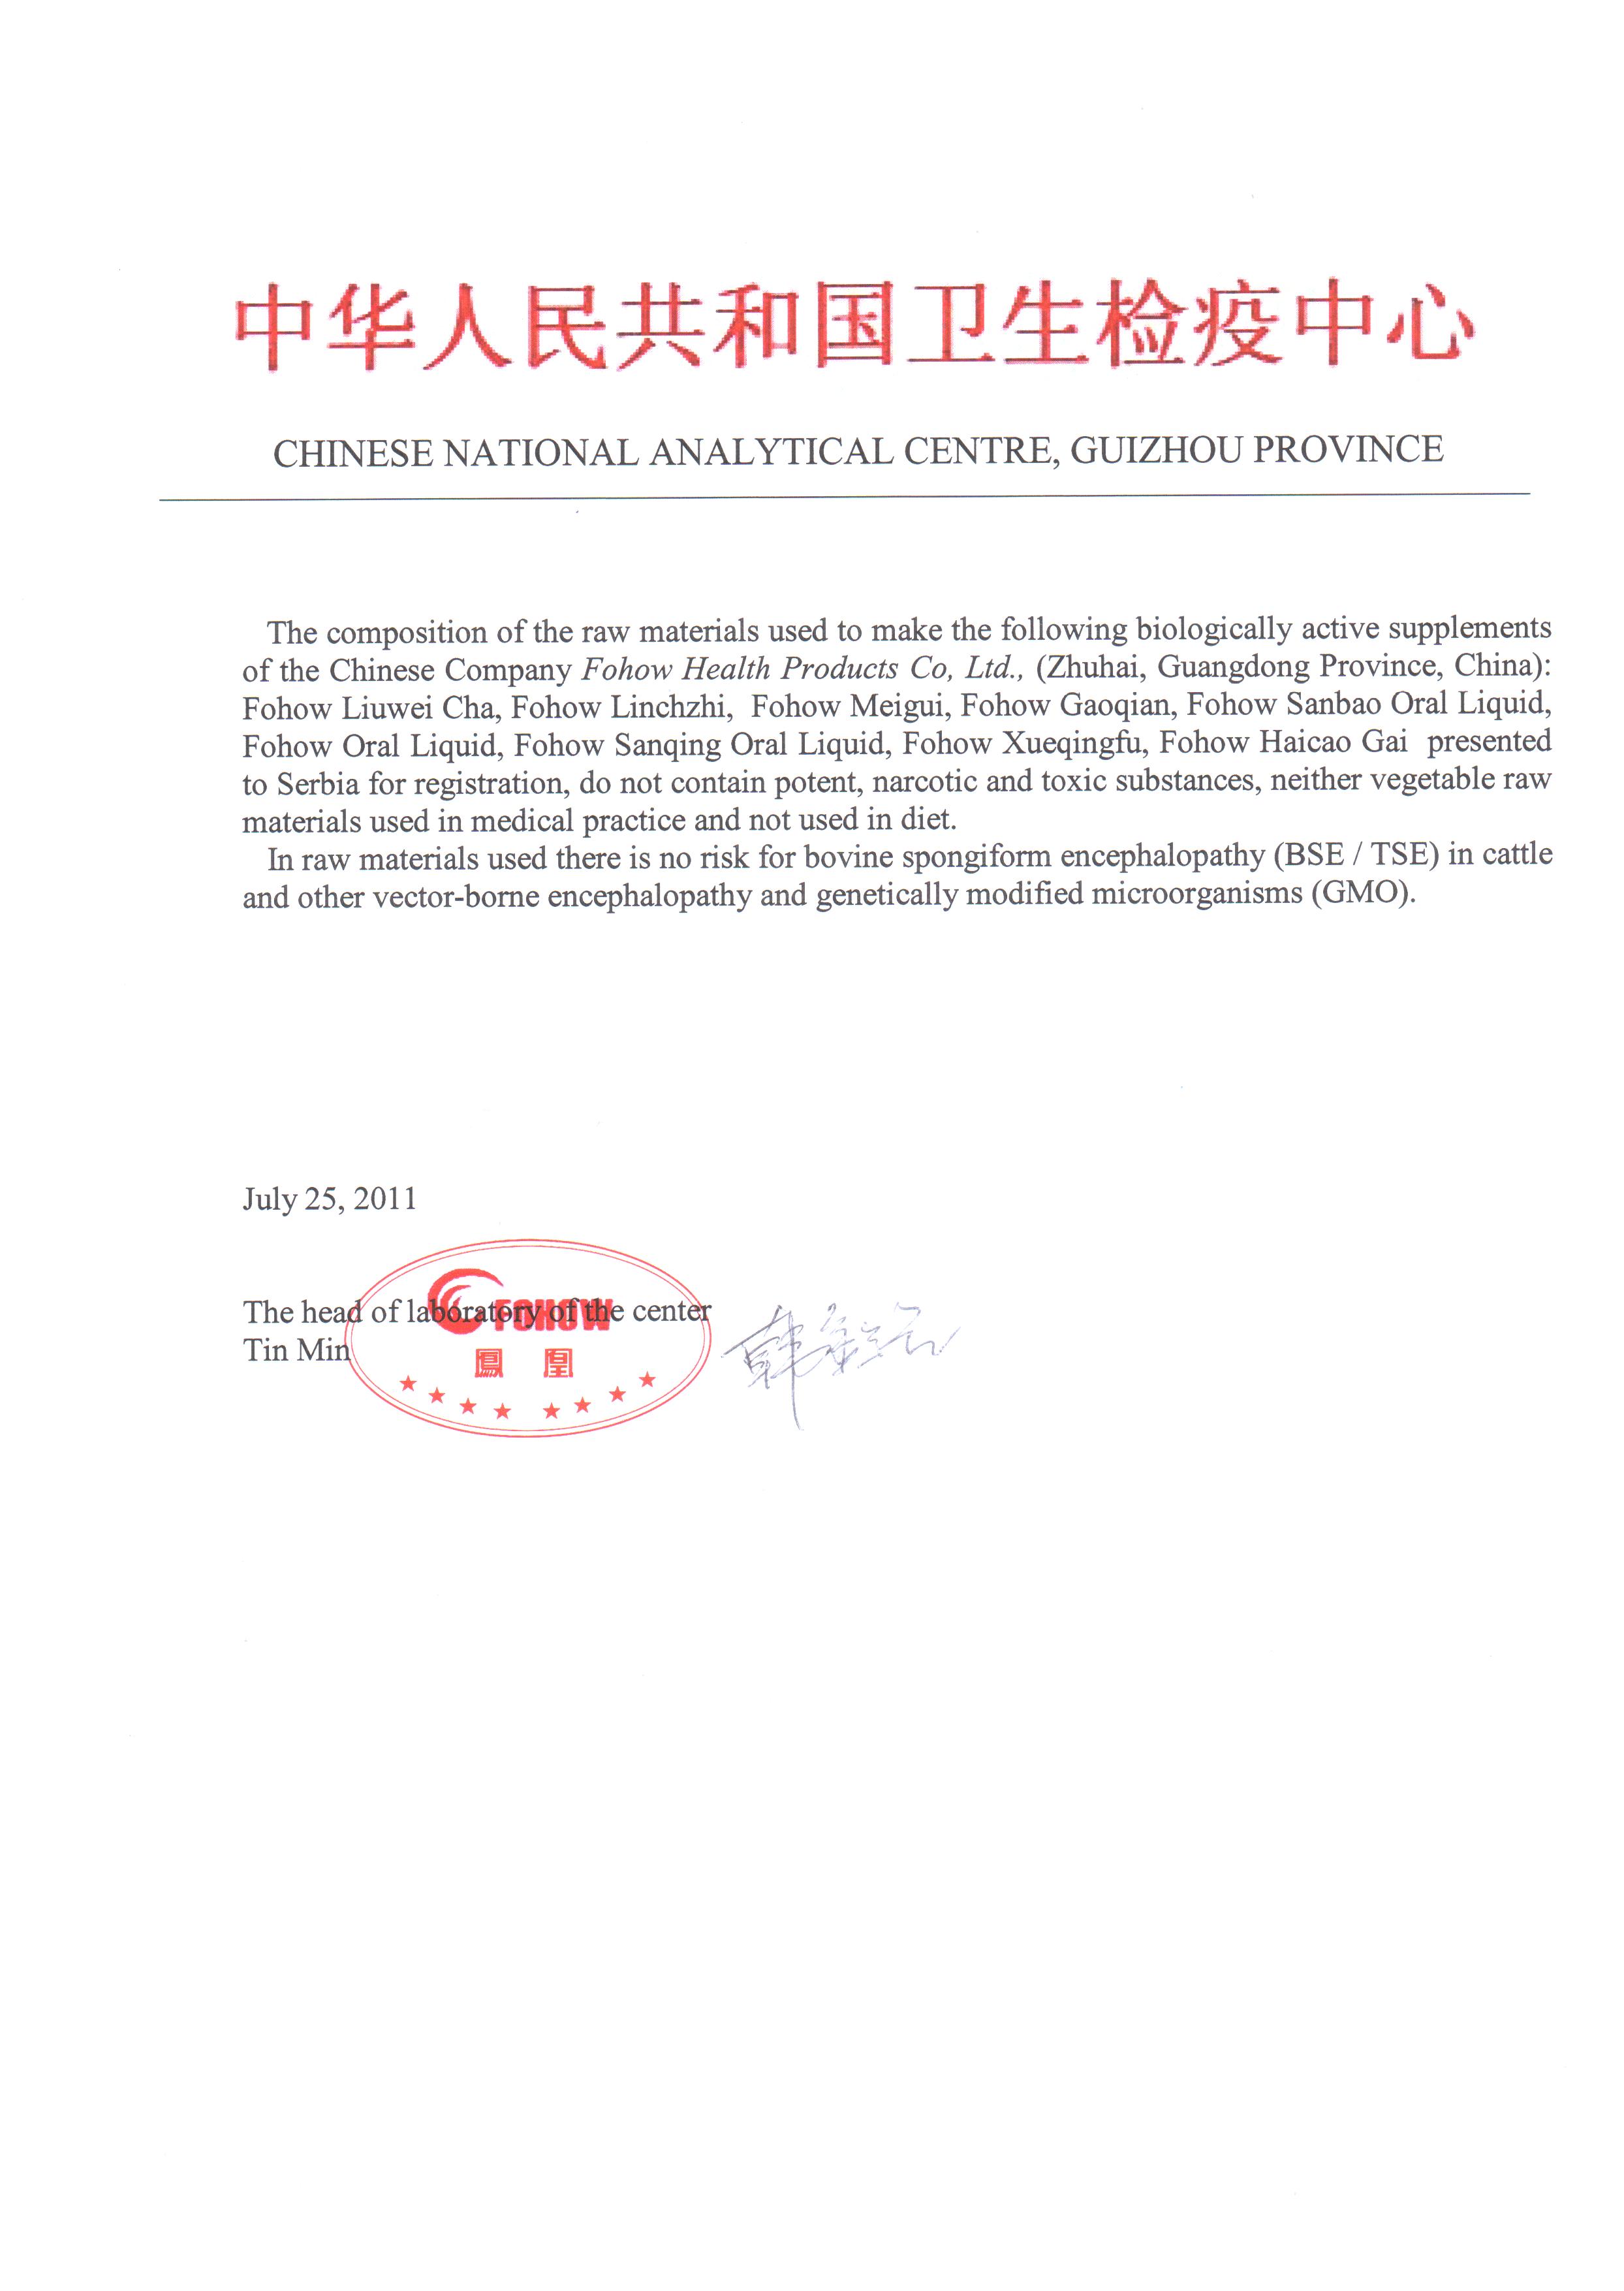 中华人民共和国卫生检疫中心
CHINESE NATIONAL ANALYTICAL CENTRE, GUIZHOU PROVINCE
The composition of the raw materials used to make the following biologically active supplements
of the Chinese Company Fohow Health Products Co, Ltd., (Zhuhai, Guangdong Province, China):
Fohow Liuwei Cha, Fohow Linchzhi, Fohow Meigui, Fohow Gaoqian, Fohow Sanbao Oral Liquid,
Fohow Oral Liquid, Fohow Sanqing Oral Liquid, Fohow Xueqingfu, Fohow Haicao Gai presented
to Serbia for registration, do not contain potent, narcotic and toxic substances, neither vegetable raw
materials used in medical practice and not used in diet.
In raw materials used there is no risk for bovine spongiform encephalopathy (BSE / TSE) in cattle
and other vector-borne encephalopathy and genetically modified microorganisms (GMO).
July 25, 2011
The head of laboratory of the center
Tin Min
FOHOW
鳳凰